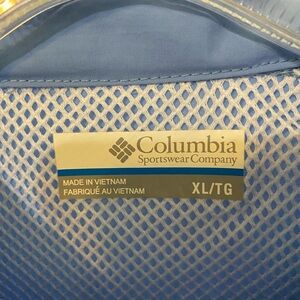 Columbia
Sportswear Company
MADE IN VIETNAM
FABRIQUÉ AU VIETNAM
XL/TG